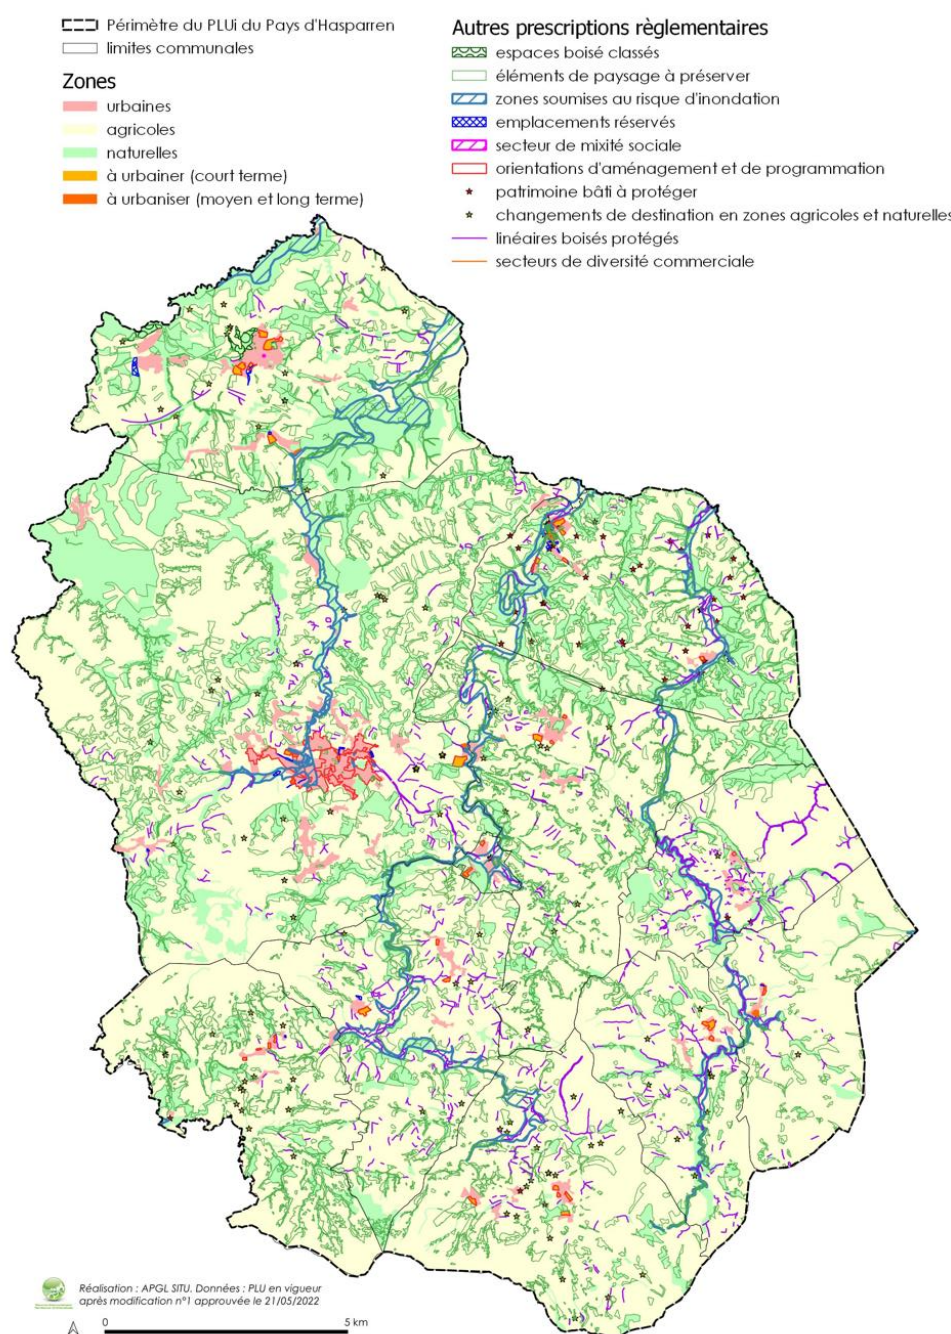 Périmètre du PLUi du Pays d'Hasparren
limites communales
Zones
urbaines
agricoles
naturelles
à urbainer (court terme)
à urbaniser (moyen et long terme)
Autres prescriptions règlementaires
espaces boisé classés
éléments de paysage à préserver
zones soumises au risque d'inondation
emplacements réservés
secteur de mixité sociale
orientations d'aménagement et de programmation
patrimoine bâti à protéger
changements de destination en zones agricoles et naturelles
linéaires boisés protégés
secteurs de diversité commerciale
Réalisation : APGL SITU. Données : PLU en vigueur
après modification n°1 approuvée le 21/05/2022
0 5 km